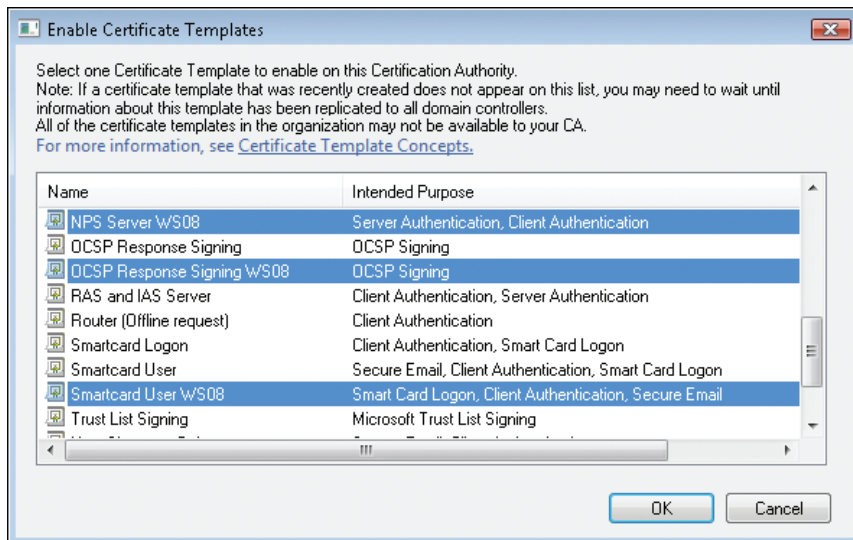 Enable Certificate Templates
Select one Certificate Template to enable on this Certification Authority.
Note: If a certificate template that was recently created does not appear on this list, you may need to wait until
information about this template has been replicated to all domain controllers.
All of the certificate templates in the organization may not be available to your CA.
For more information, see Certificate Template Concepts.
Name Intended Purpose
NPS Server WS08 Server Authentication, Client Authentication
OCSP Response Signing OCSP Signing
OCSP Response Signing WS08 OCSP Signing
RAS and IAS Server Client Authentication, Server Authentication
Router (Offline request) Client Authentication
Smartcard Logon Client Authentication, Smart Card Logon
Smartcard User Secure Email, Client Authentication, Smart Card Logon
Smartcard User WS08 Smart Card Logon, Client Authentication, Secure Email
Trust List Signing Microsoft Trust List Signing
OK Cancel